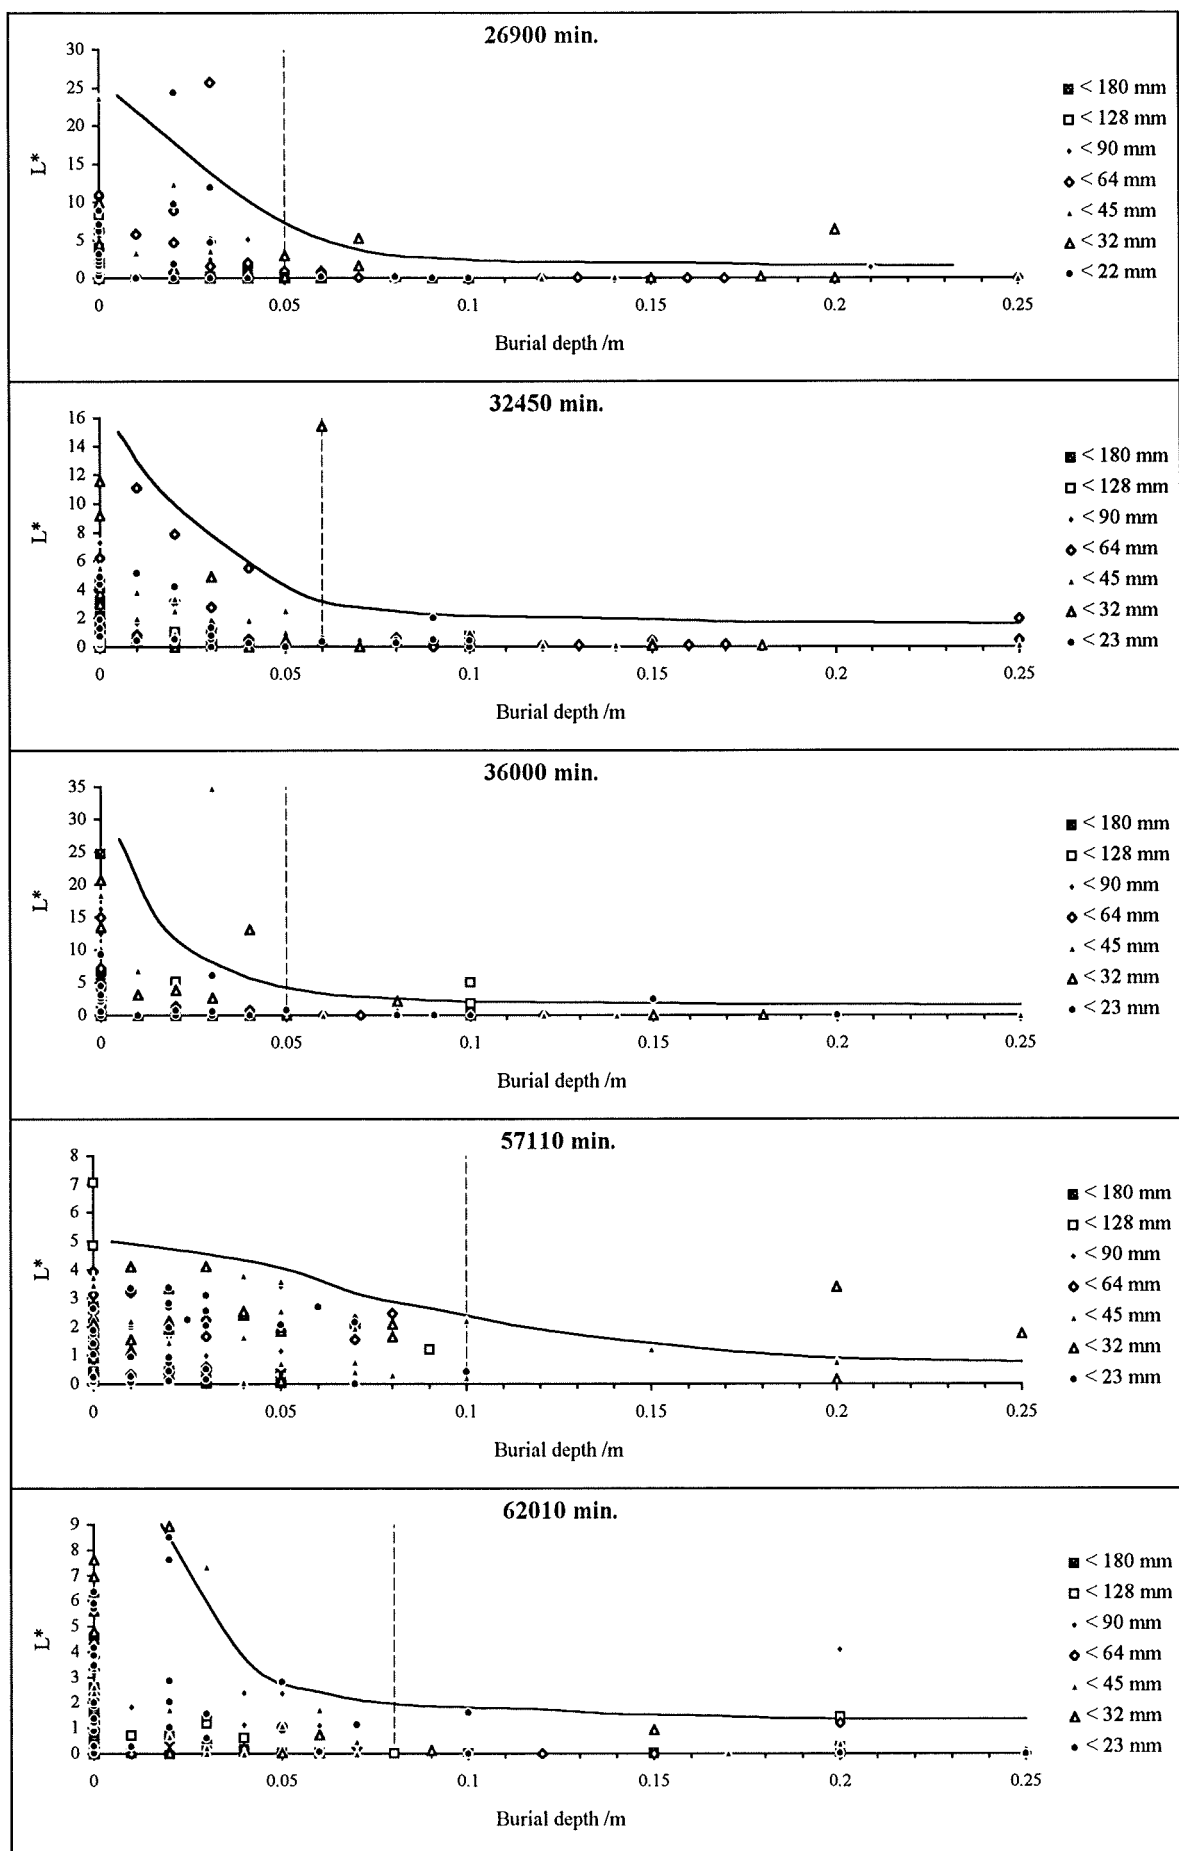 26900 min.
30
25
20
15
10
5
0
L*
0 0.05 0.1 0.15 0.2 0.25
Burial depth /m
< 180 mm
< 128 mm
< 90 mm
< 64 mm
< 45 mm
< 32 mm
< 22 mm
32450 min.
16
14
12
10
8
6
4
2
0
L*
0 0.05 0.1 0.15 0.2 0.25
Burial depth /m
< 180 mm
< 128 mm
< 90 mm
< 64 mm
< 45 mm
< 32 mm
< 23 mm
36000 min.
35
30
25
20
15
10
5
0
L*
0 0.05 0.1 0.15 0.2 0.25
Burial depth /m
< 180 mm
< 128 mm
< 90 mm
< 64 mm
< 45 mm
< 32 mm
< 23 mm
57110 min.
8
7
6
5
4
3
2
1
0
L*
0 0.05 0.1 0.15 0.2 0.25
Burial depth /m
< 180 mm
< 128 mm
< 90 mm
< 64 mm
< 45 mm
< 32 mm
< 23 mm
62010 min.
9
8
7
6
5
4
3
2
1
0
L*
0 0.05 0.1 0.15 0.2 0.25
Burial depth /m
< 180 mm
< 128 mm
< 90 mm
< 64 mm
< 45 mm
< 32 mm
< 23 mm